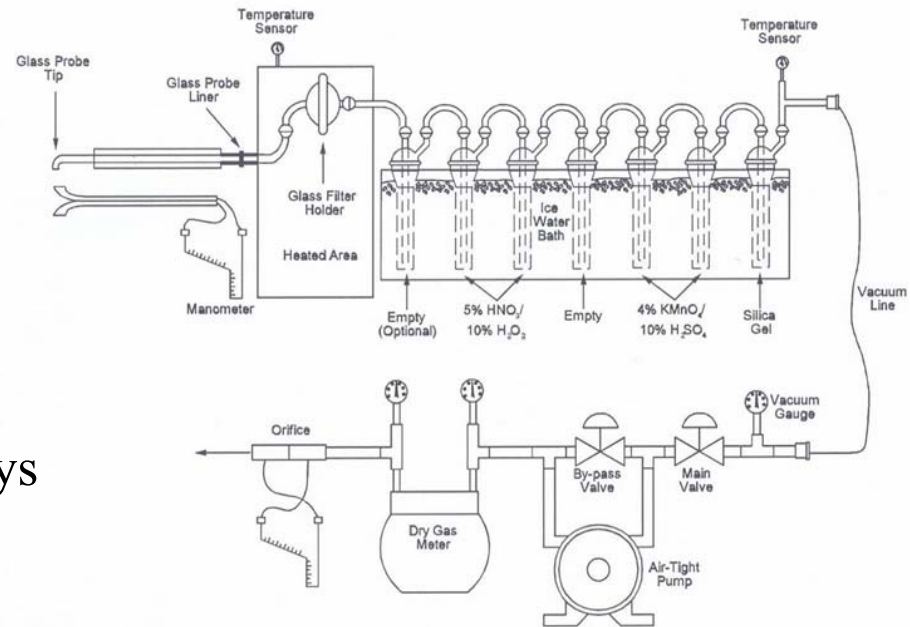 Temperature
Sensor
Temperature
Sensor
Glass Probe
Tip
Glass Probe
Liner
Glass Filter
Holder
Heated Area
Manometer
Ice
Water
Bath
Empty
(Optional)
5% HNO₃/
10% H₂O₂
Empty
4% KMnO₄/
10% H₂SO₄
Silica
Gel
Vacuum
Line
Orifice
Vacuum
Gauge
By-pass
Valve
Main
Valve
ys
Dry Gas
Meter
Air-Tight
Pump